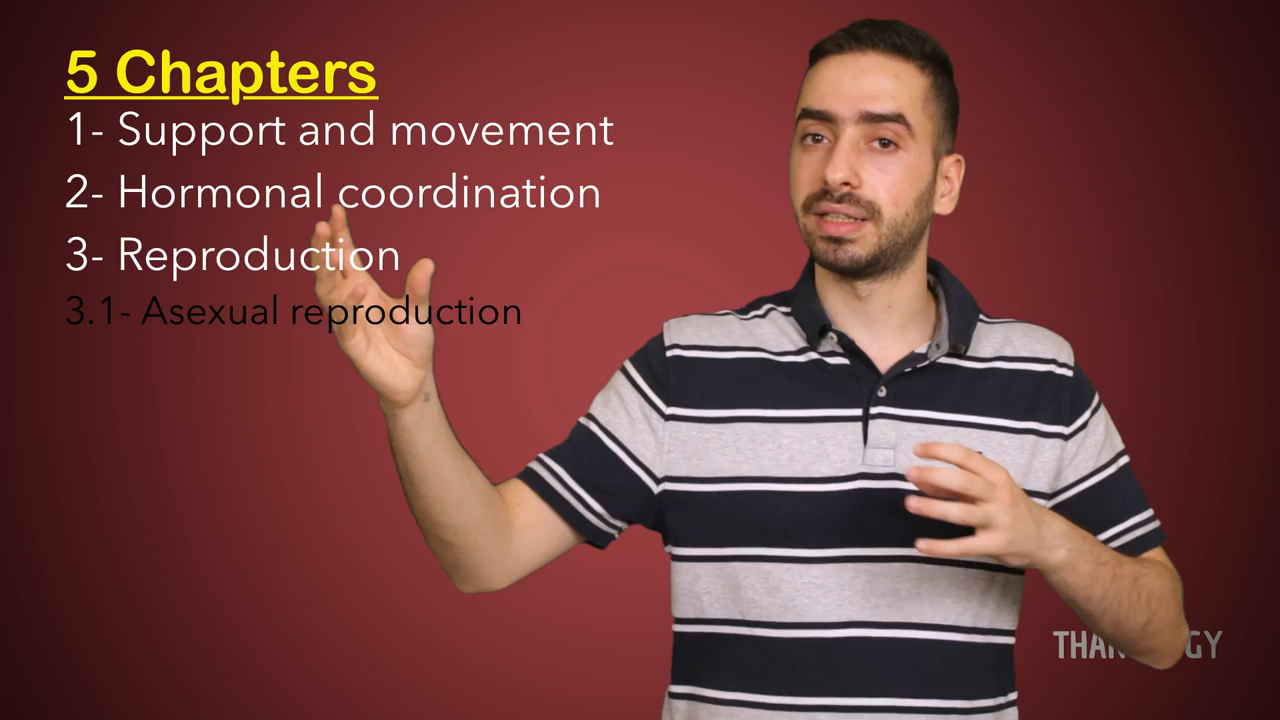 5 Chapters
1- Support and movement
2- Hormonal coordination
3- Reproduction
3.1- Asexual reproduction